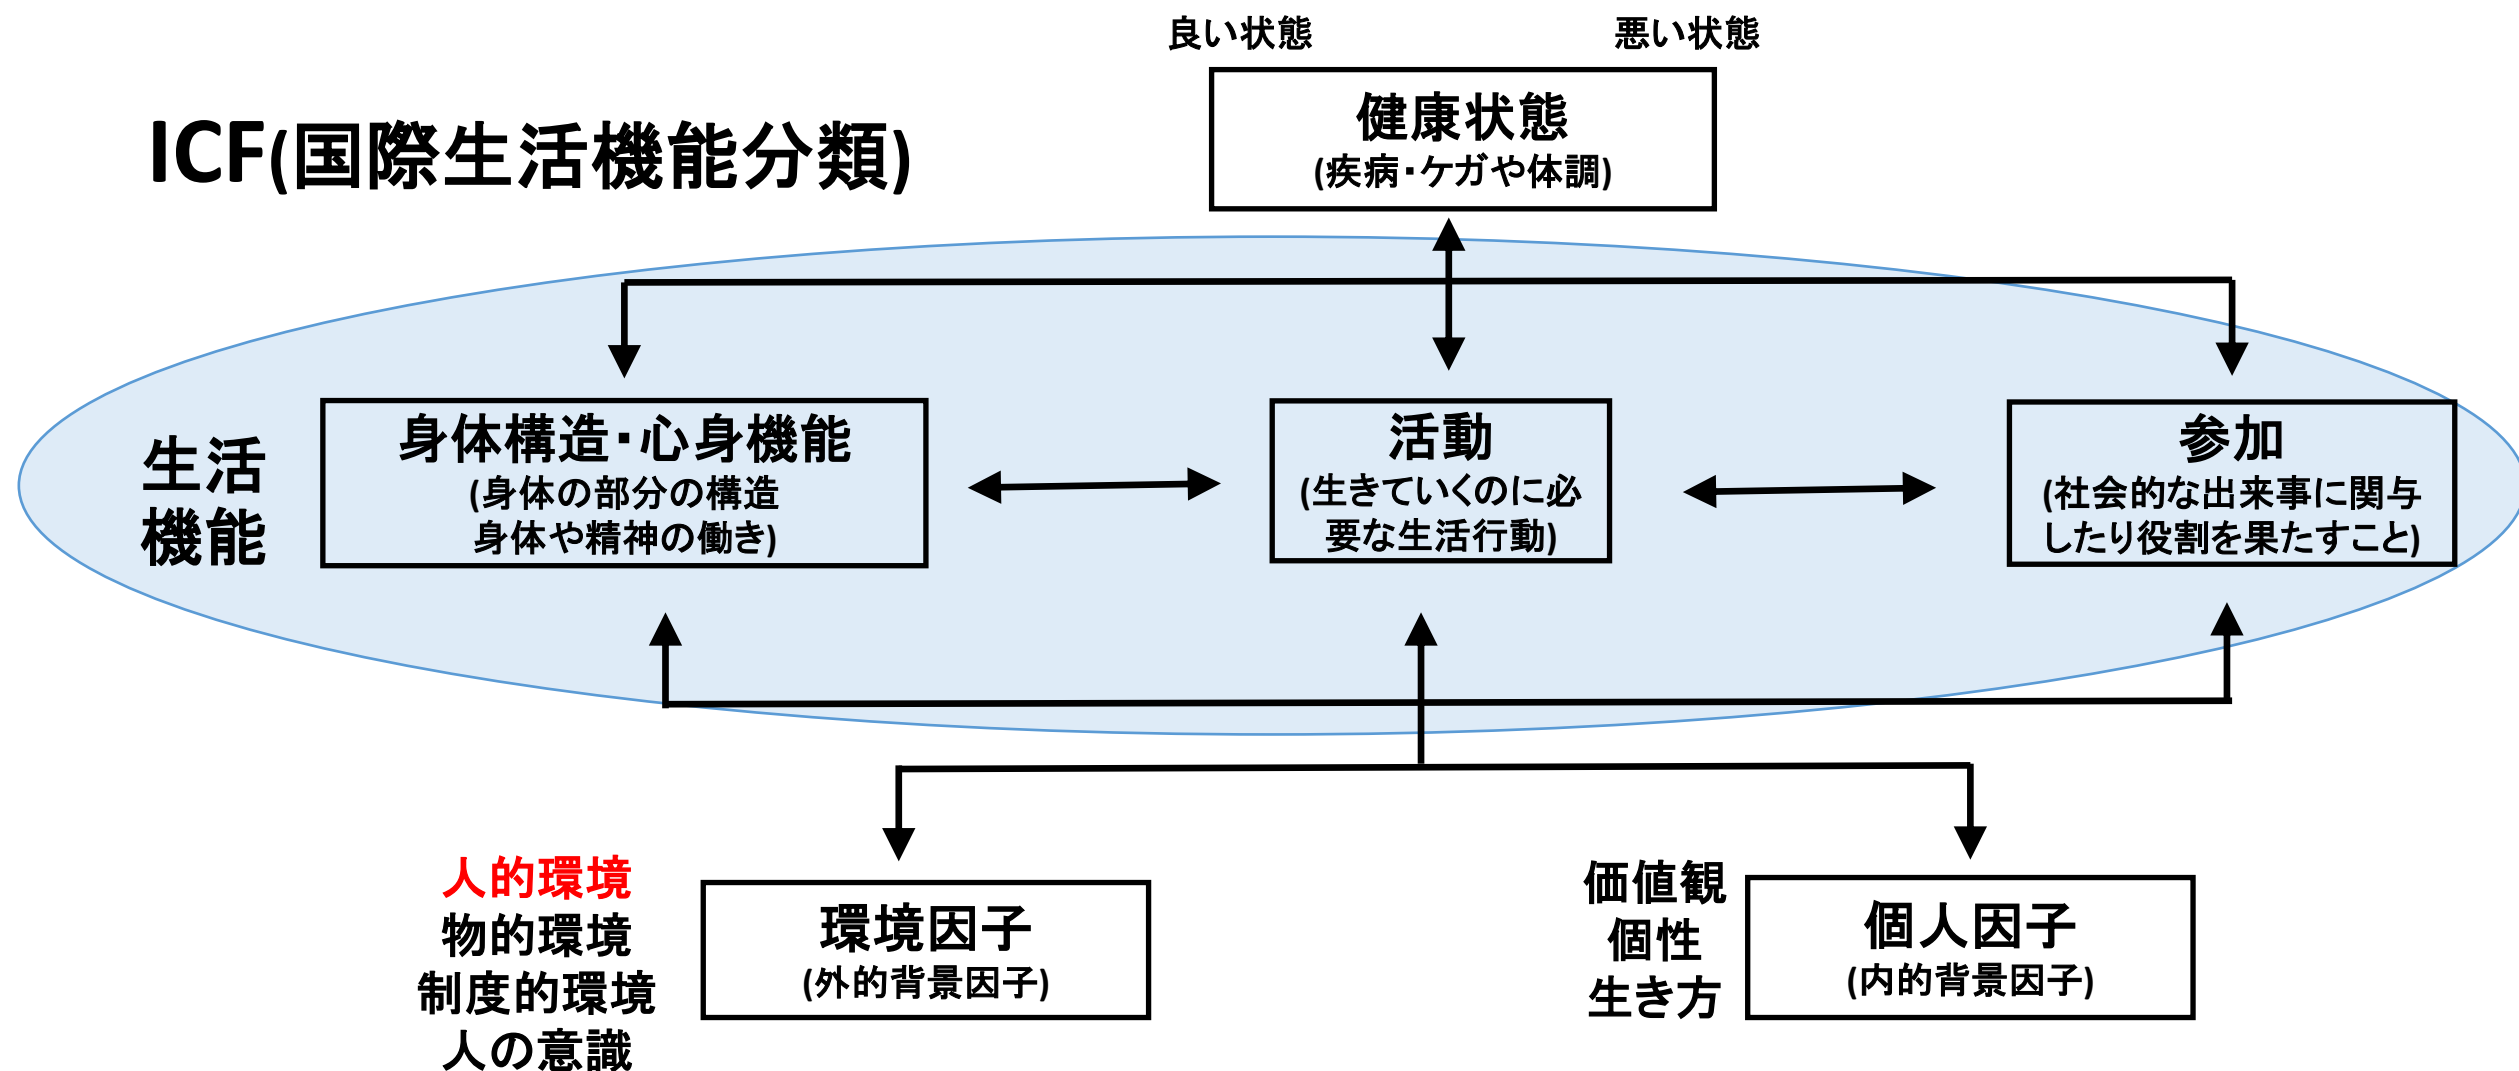 良い状態
悪い状態
ICF(国際生活機能分類)
健康状態
(疾病・ケガや体調)
生活
機能
身体構造・心身機能
(身体の部分の構造
身体や精神の働き)
活動
(生きていくのに必
要な生活行動)
参加
(社会的な出来事に関与
したり役割を果たすこと)
人的環境
物的環境
制度的環境
人の意識
環境因子
(外的背景因子)
価値観
個性
生き方
個人因子
(内的背景因子)